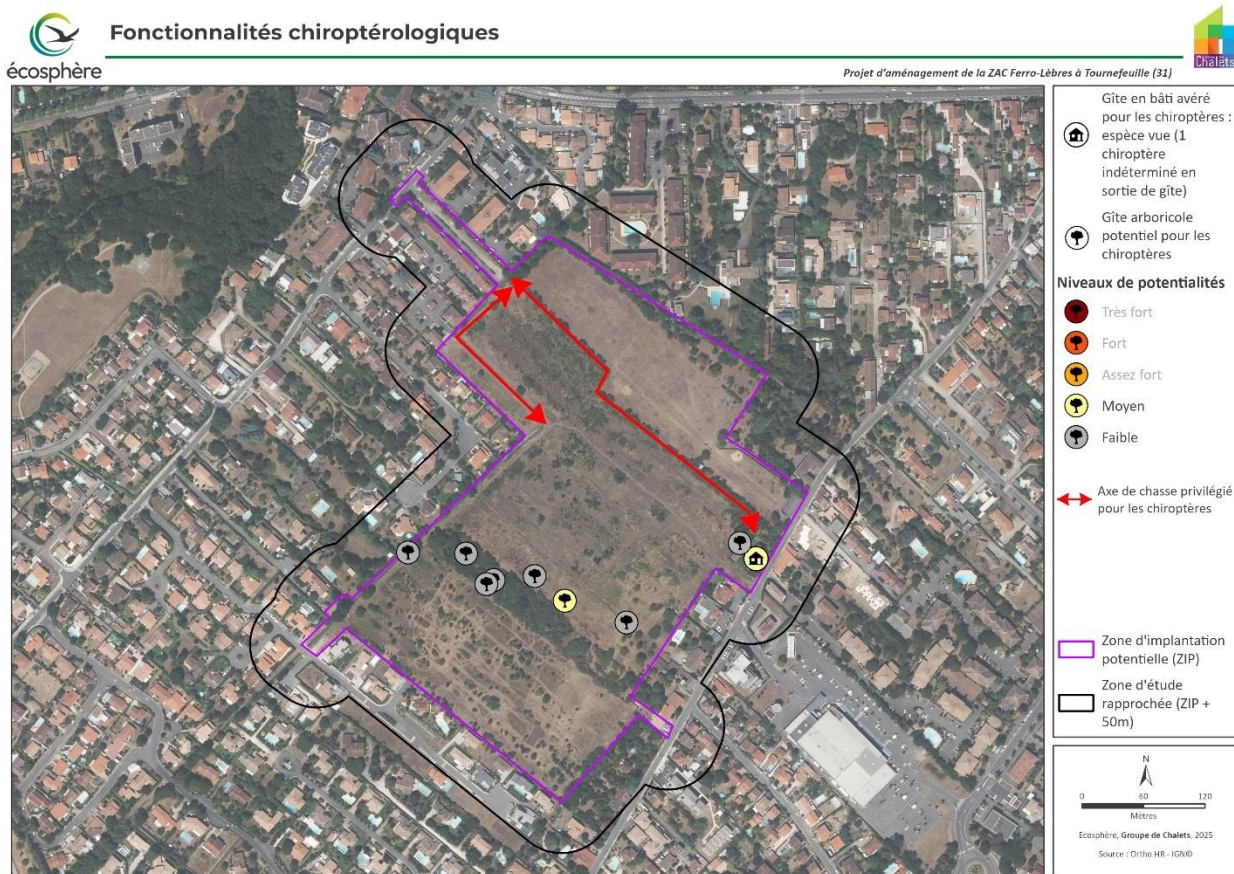 écosphère
Fonctionnalités chiroptérologiques
Chalets
Projet d'aménagement de la ZAC Ferro-Lèbres à Tournefeuille (31)
Gîte en bâti avéré
pour les chiroptères :
espèce vue (1
chiroptère
indéterminé en
sortie de gîte)
Gîte arboricole
potentiel pour les
chiroptères
Niveaux de potentialités
Très fort
Fort
Assez fort
Moyen
Faible
Axe de chasse privilégié
pour les chiroptères
Zone d'implantation
potentielle (ZIP)
Zone d'étude
rapprochée (ZIP +
50m)
N
0 60 120
Mètres
Ecosphère, Groupe de Chalets, 2025
Source : Ortho HR - IGN©